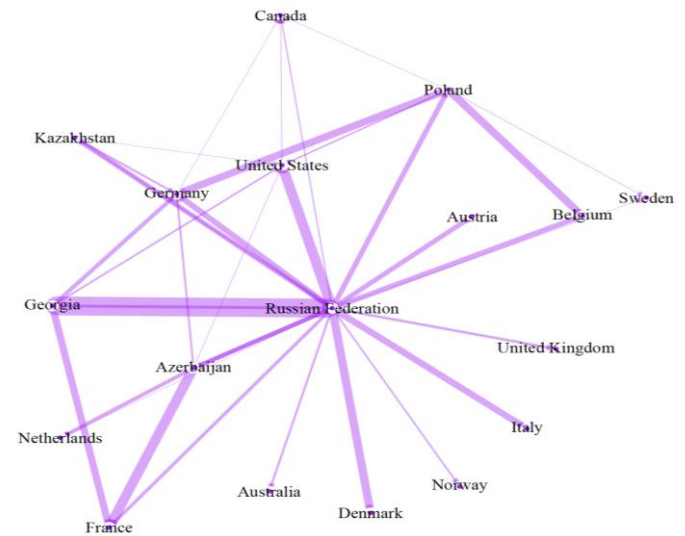 Canada
Poland
Kazakhstan
United States
Germany
Sweden
Austria
Belgium
Georgia
Russian Federation
United Kingdom
Azerbaijan
Italy
Netherlands
Norway
Australia
Denmark
France